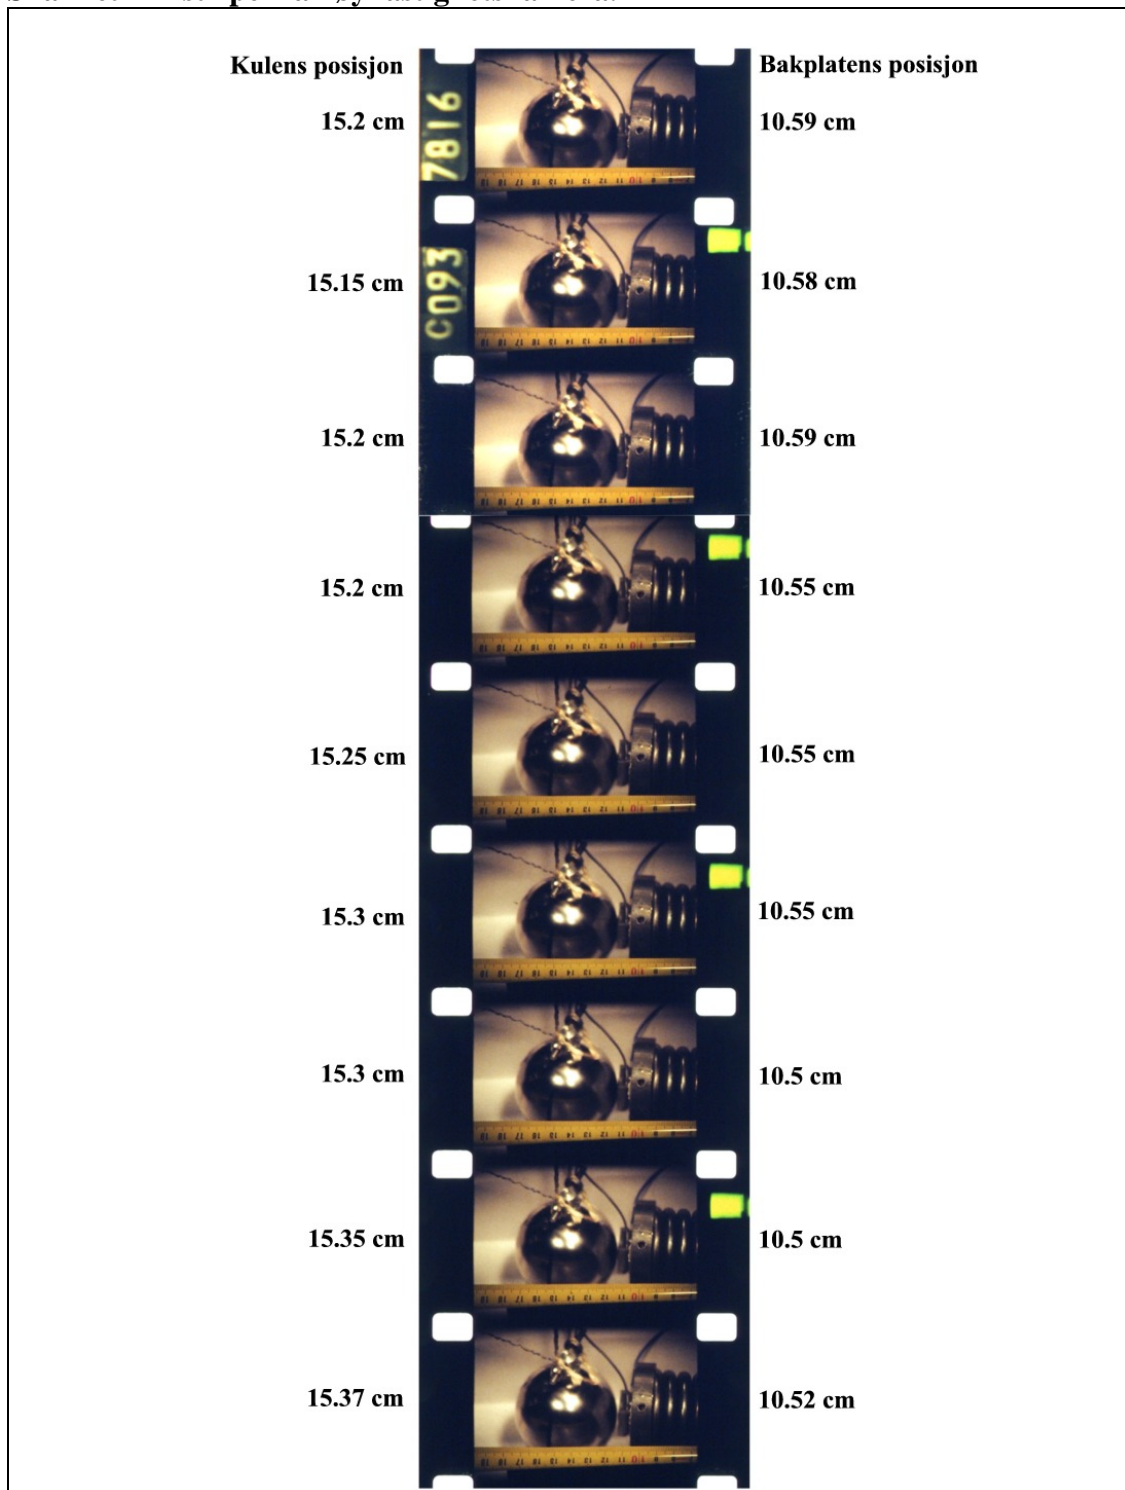 Kulens posisjon Bakplatens posisjon
15.2 cm 10.59 cm
7816
15.15 cm 10.58 cm
C093
15.2 cm 10.59 cm
15.2 cm 10.55 cm
15.25 cm 10.55 cm
15.3 cm 10.55 cm
15.3 cm 10.5 cm
15.35 cm 10.5 cm
15.37 cm 10.52 cm